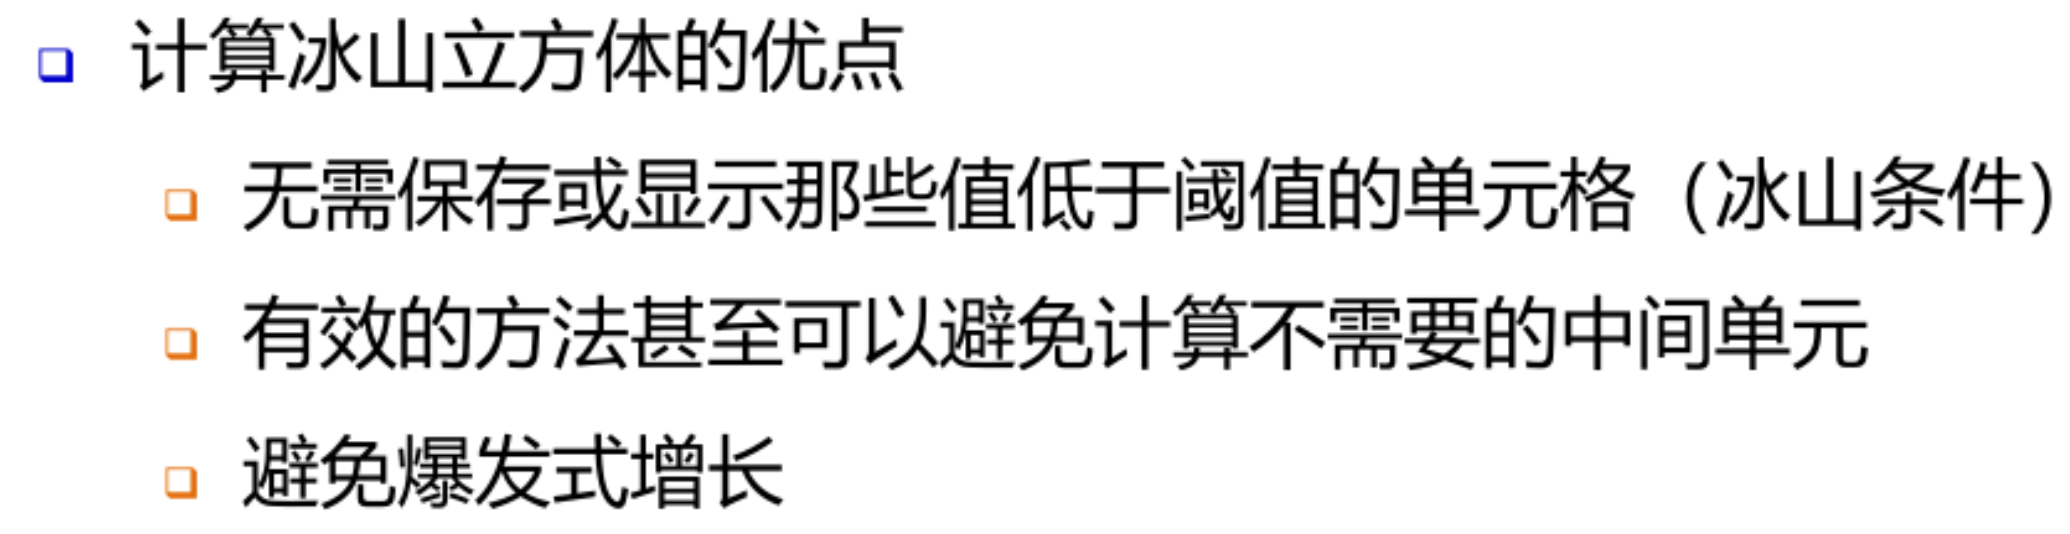 计算冰山立方体的优点
无需保存或显示那些值低于阈值的单元格（冰山条件）
有效的方法甚至可以避免计算不需要的中间单元
避免爆发式增长